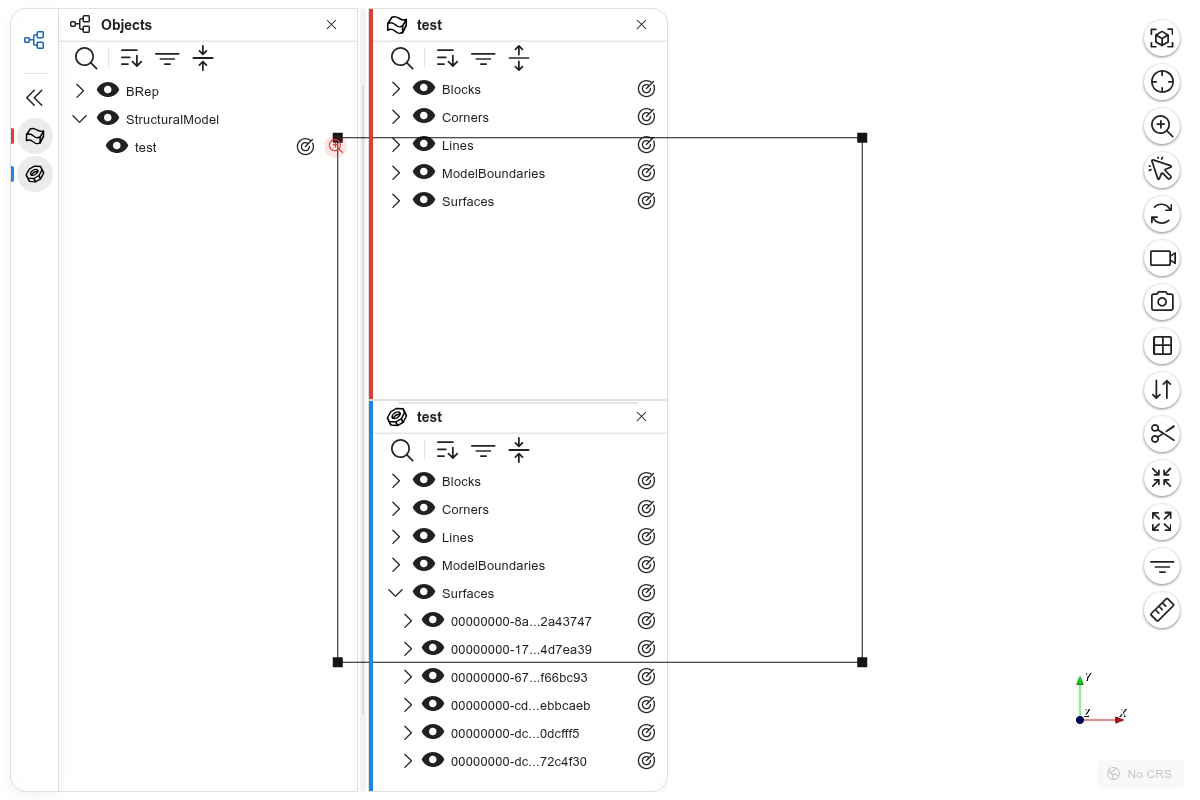 Objects
BRep
StructuralModel
test
test
Blocks
Corners
Lines
ModelBoundaries
Surfaces
test
Blocks
Corners
Lines
ModelBoundaries
Surfaces
00000000-8a...2a43747
00000000-17...4d7ea39
00000000-67...f66bc93
00000000-cd...ebbcaeb
00000000-dc...0dcfff5
00000000-dc...72c4f30
Y
Z
X
No CRS